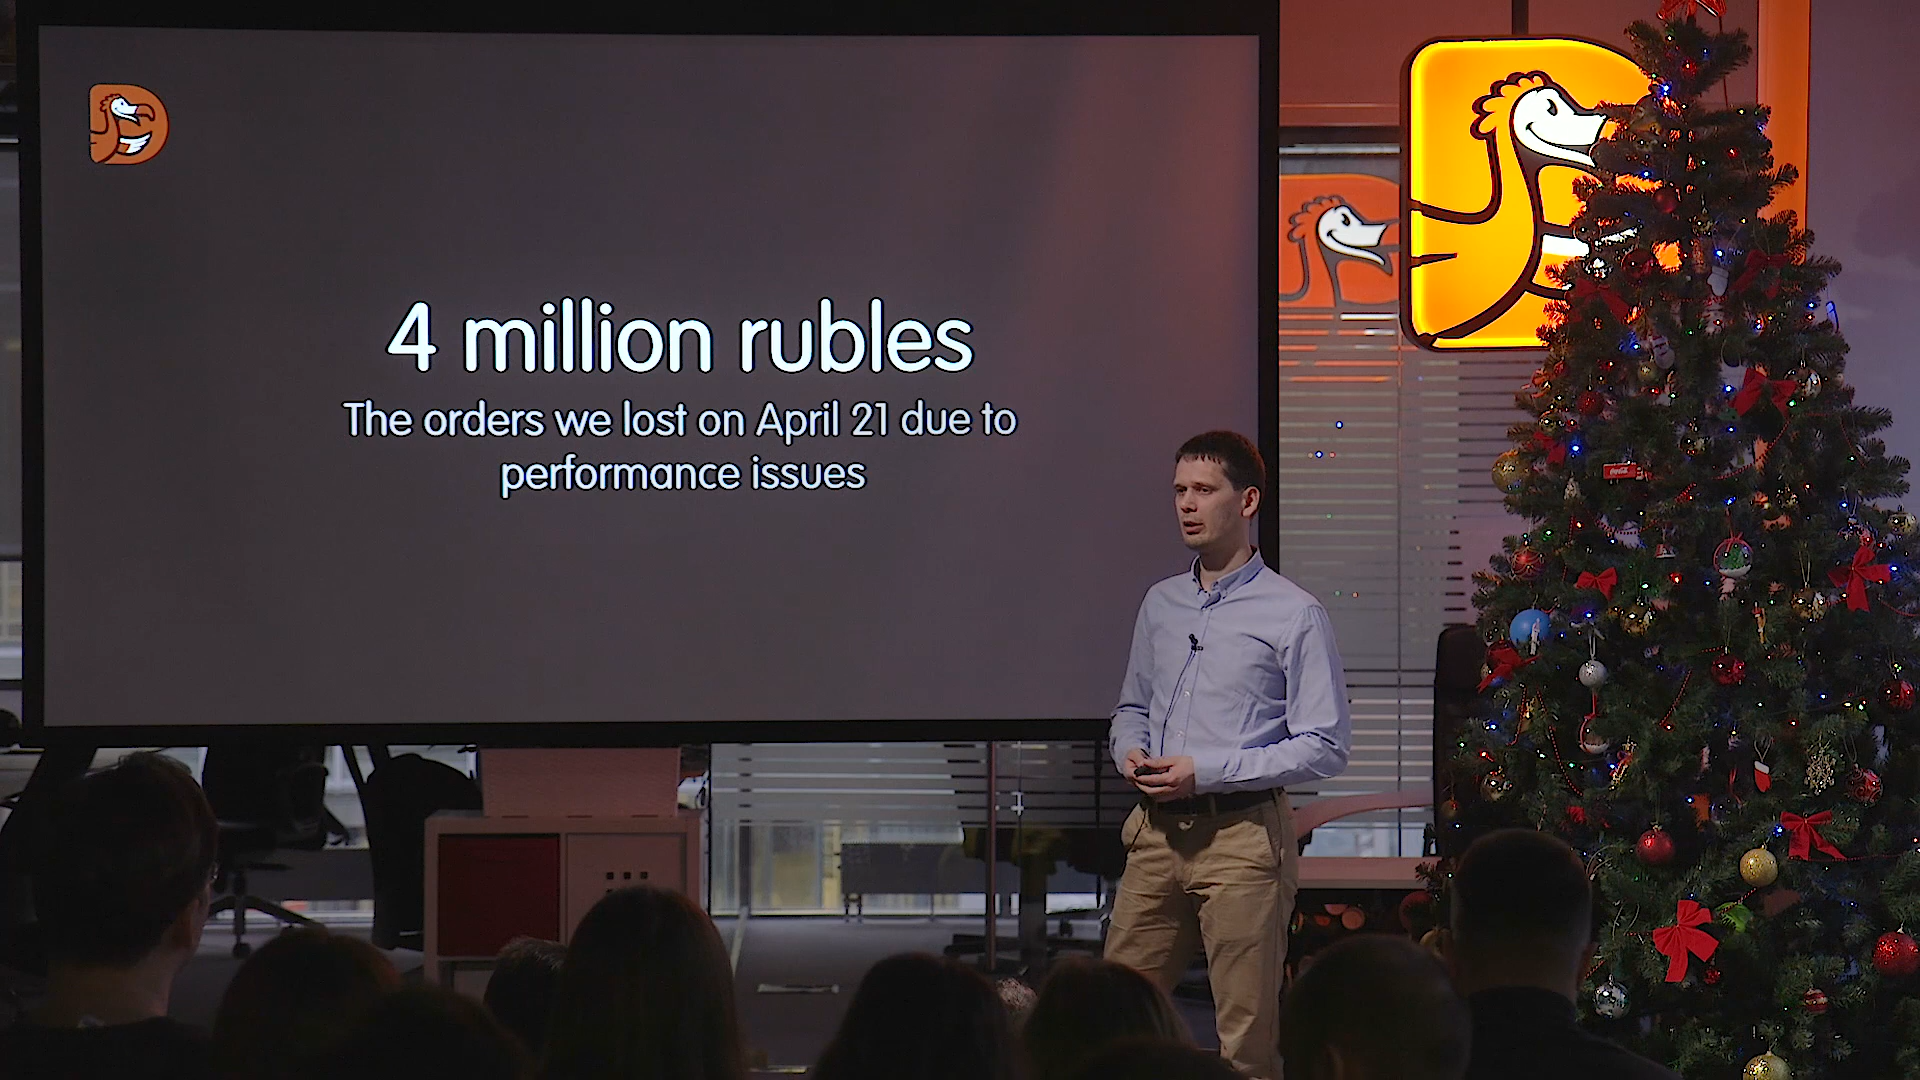 4 million rubles
The orders we lost on April 21 due to
performance issues